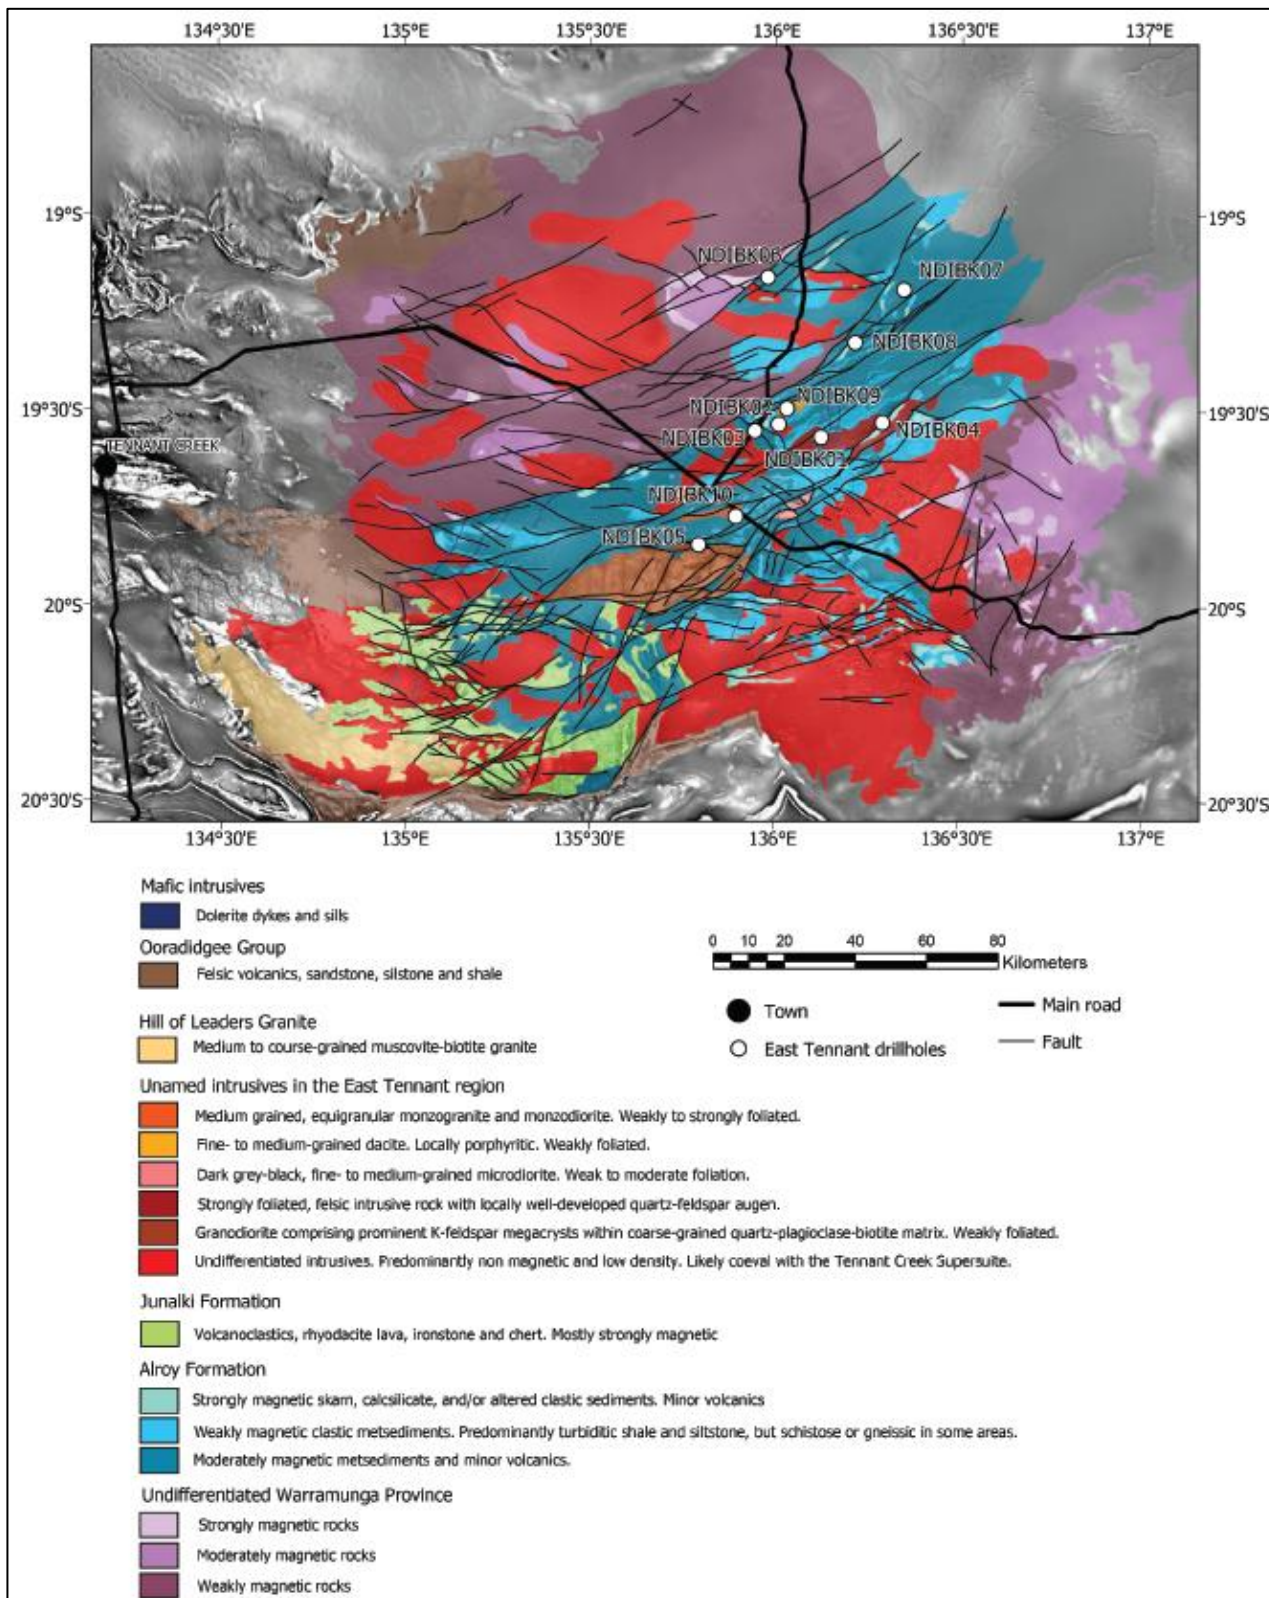 134°30'E 135°E 135°30'E 136°E 136°30'E 137°E
19°S 19°S
NDIBK06
NDIBK07
NDIBK08
19°30'S 19°30'S
NDIBK02 NDIBK09
NDIBK03 NDIBK04
TENNANT CREEK
NDIBK01
NDIBK10
NDIBK05
20°S 20°S
20°30'S 20°30'S
134°30'E 135°E 135°30'E 136°E 136°30'E 137°E
Mafic intrusives
Dolerite dykes and sills
Ooradidgee Group
Felsic volcanics, sandstone, silstone and shale
Hill of Leaders Granite
Medium to course-grained muscovite-biotite granite
Unamed intrusives in the East Tennant region
Medium grained, equigranular monzogranite and monzodiorite. Weakly to strongly foliated.
Fine- to medium-grained dacite. Locally porphyritic. Weakly foliated.
Dark grey-black, fine- to medium-grained microdiorite. Weak to moderate foliation.
Strongly foliated, felsic intrusive rock with locally well-developed quartz-feldspar augen.
Granodiorite comprising prominent K-feldspar megacrysts within coarse-grained quartz-plagioclase-biotite matrix. Weakly foliated.
Undifferentiated intrusives. Predominantly non magnetic and low density. Likely coeval with the Tennant Creek Supersuite.
Junalki Formation
Volcanoclastics, rhyodacite lava, ironstone and chert. Mostly strongly magnetic
Alroy Formation
Strongly magnetic skarn, calcsilicate, and/or altered clastic sediments. Minor volcanics
Weakly magnetic clastic metsediments. Predominantly turbiditic shale and siltstone, but schistose or gneissic in some areas.
Moderately magnetic metsediments and minor volcanics.
Undifferentiated Warramunga Province
Strongly magnetic rocks
Moderately magnetic rocks
Weakly magnetic rocks
0 10 20 40 60 80
Kilometers
Town
Main road
East Tennant drillholes
Fault